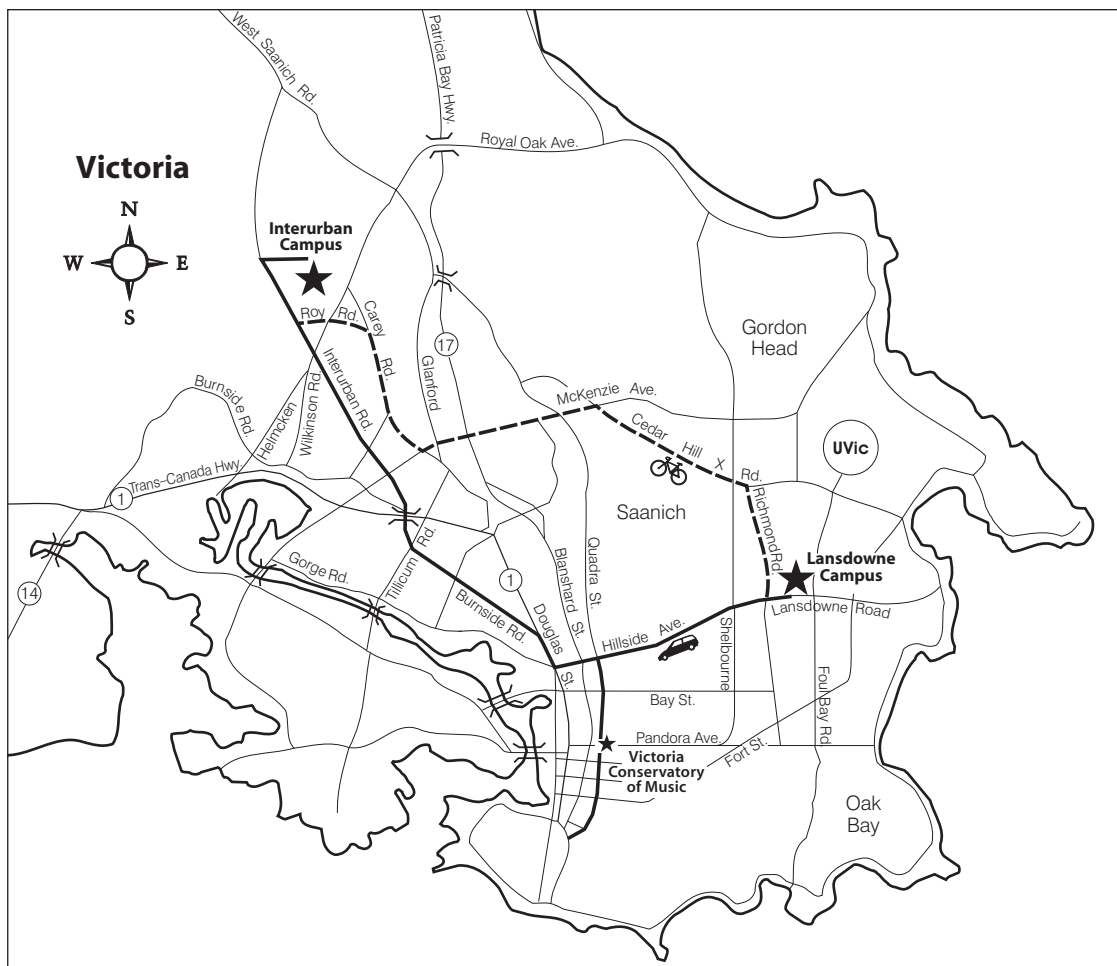 West Saanich Rd.
Patricia Bay Hwy.
Royal Oak Ave.
Victoria
N
W
E
S
Interurban
Campus
Roy Rd.
Carey Rd.
17
Gordon
Head
Glanford
Interurban Rd.
Wilkinson Rd.
Helmcken
Burnside Rd.
McKenzie Ave.
Cedar Hill X Rd.
UVic
Trans-Canada Hwy.
1
Saanich
Richmond Rd.
Lansdowne
Campus
Lansdowne Road
14
Gorge Rd.
Tillicum Rd.
Burnside Rd.
1
Douglas St.
Blanshard St.
Quadra St.
Hillside Ave.
Shelbourne
Foul Bay Rd.
Bay St.
Pandora Ave.
Fort St.
Victoria
Conservatory
of Music
Oak
Bay